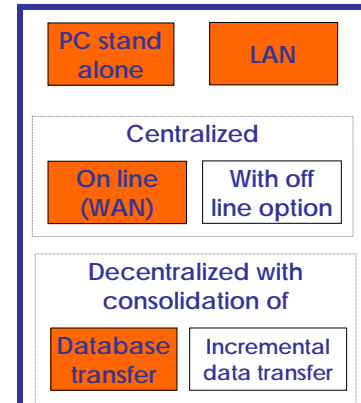 PC stand
alone
LAN
Centralized
On line
(WAN)
With off
line option
Decentralized with
consolidation of
Database
transfer
Incremental
data transfer